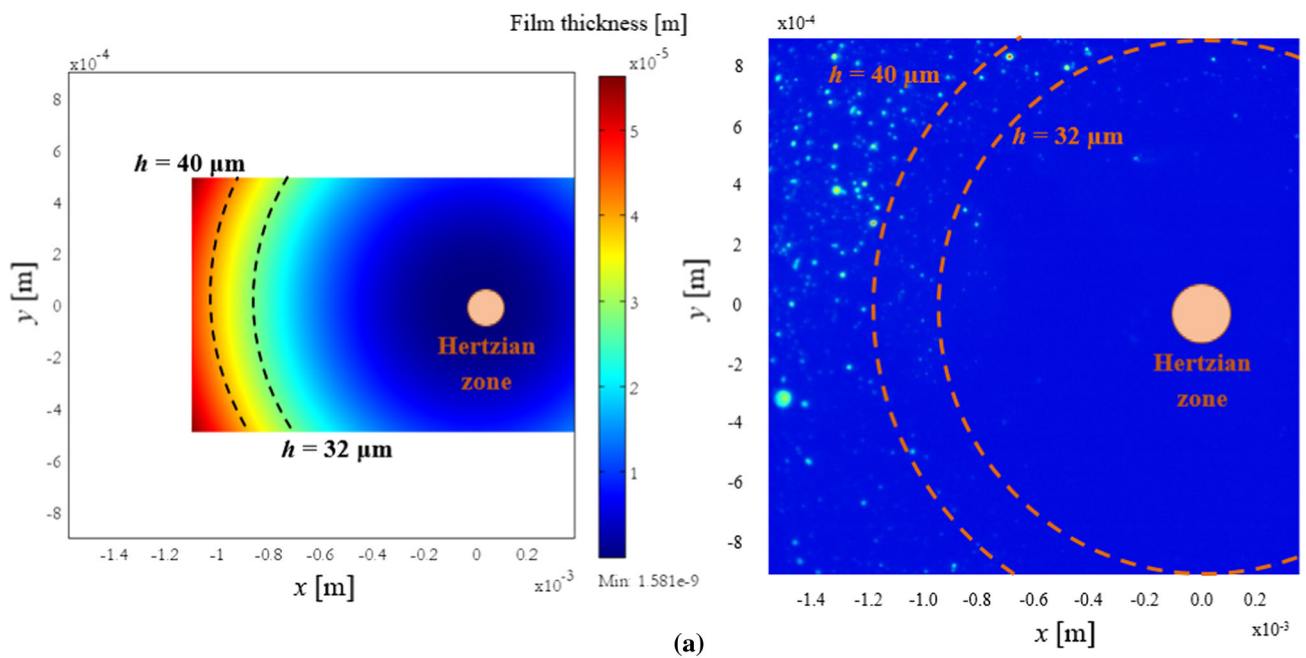 Film thickness [m]
x10⁻⁴
x10⁻⁵
8
6
4
2
0
-2
-4
-6
-8
y [m]
h = 40 µm
h = 32 µm
Hertzian
zone
5
3
2
1
Min: 1.581e-9
-1.4 -1.2 -1 -0.8 -0.6 -0.4 -0.2 0 0.2
x10⁻³
x [m]
x10⁻⁴
8
6
4
2
0
-2
-4
-6
-8
y [m]
h = 40 µm
h = 32 µm
Hertzian
zone
-1.4 -1.2 -1.0 -0.8 -0.6 -0.4 -0.2 0.0 0.2
x10⁻³
x [m]
(a)